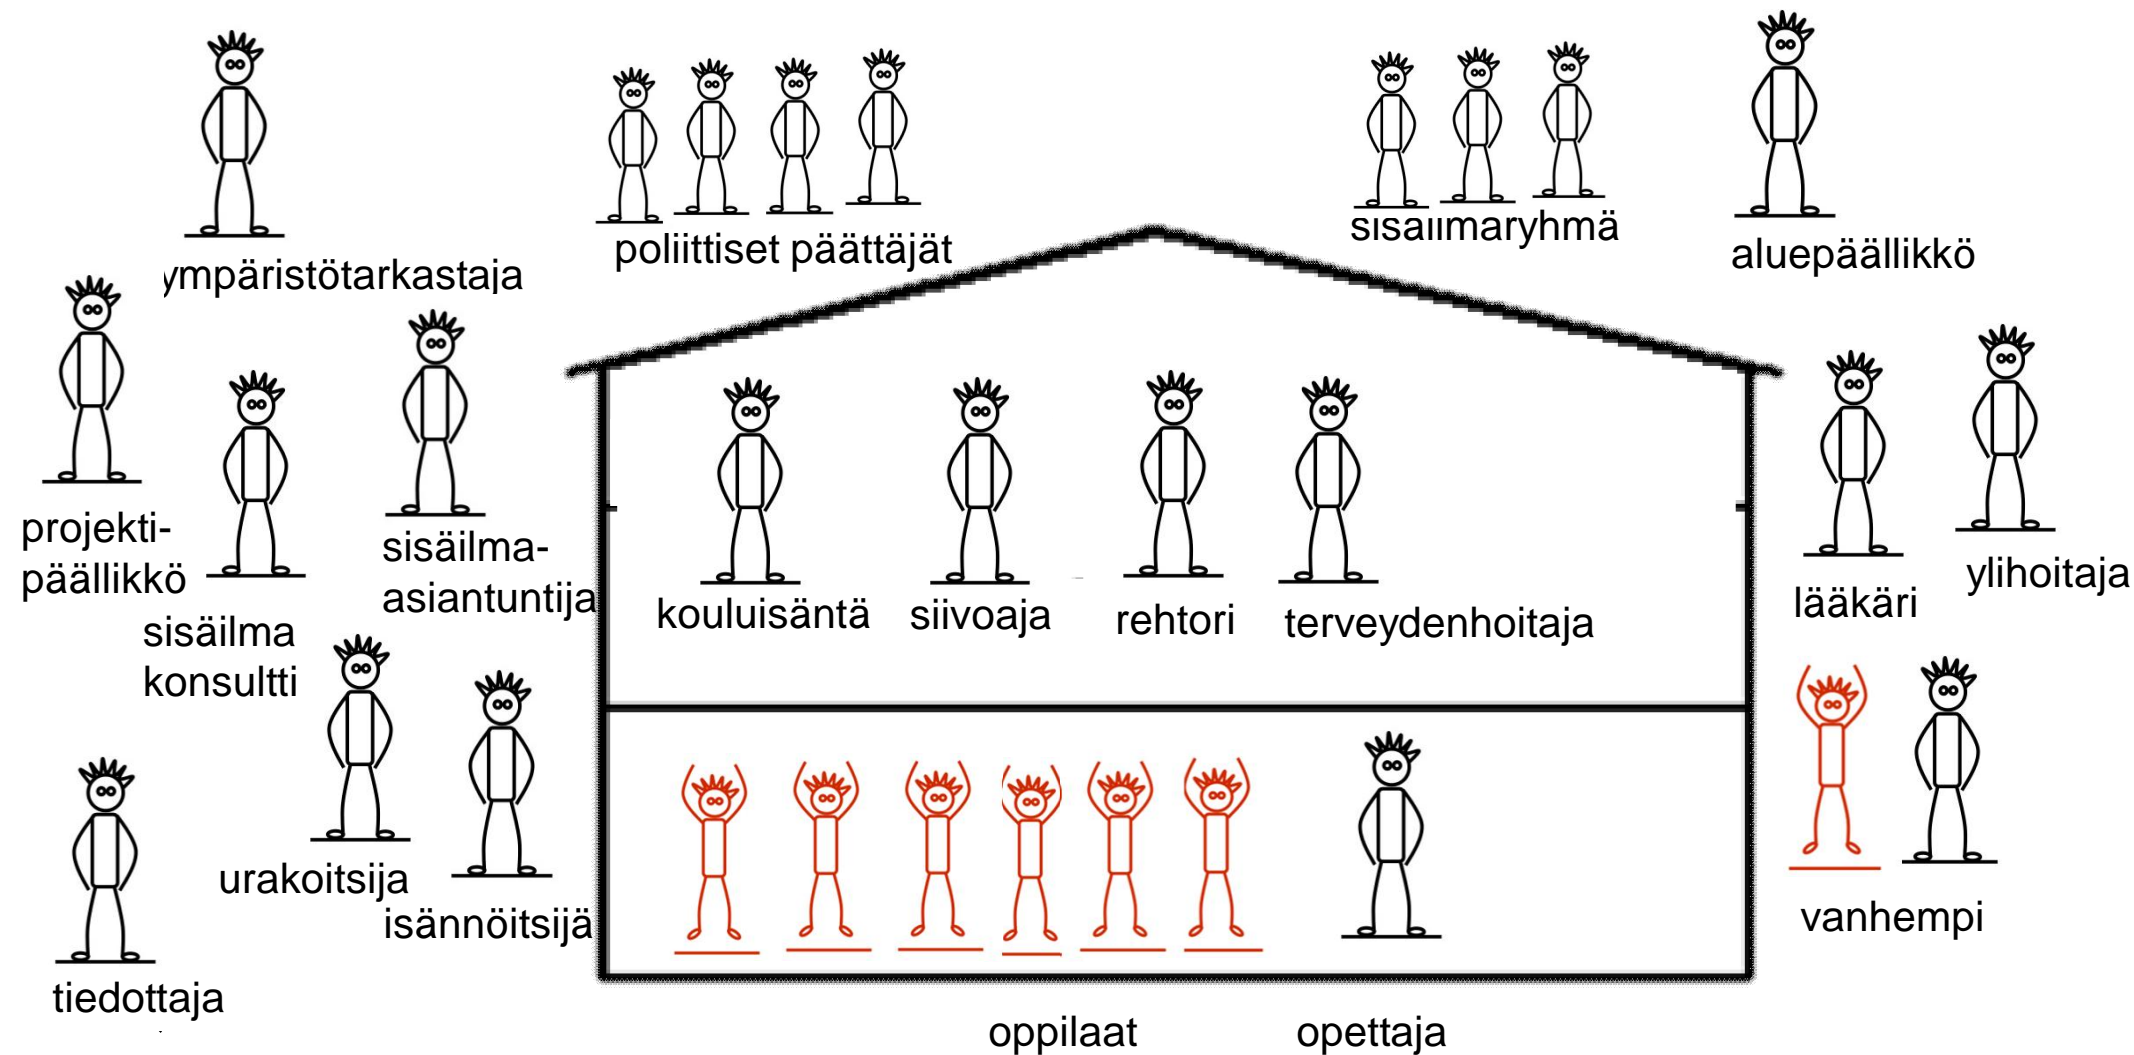 ympäristötarkastaja
poliittiset päättäjät
sisäilmaryhmä
aluepäällikkö
projekti-
päällikkö
sisäilma
konsultti
sisäilma-
asiantuntija
kouluisäntä
siivoaja
rehtori
terveydenhoitaja
lääkäri
ylihoitaja
urakoitsija
isännöitsijä
tiedottaja
vanhempi
oppilaat
opettaja